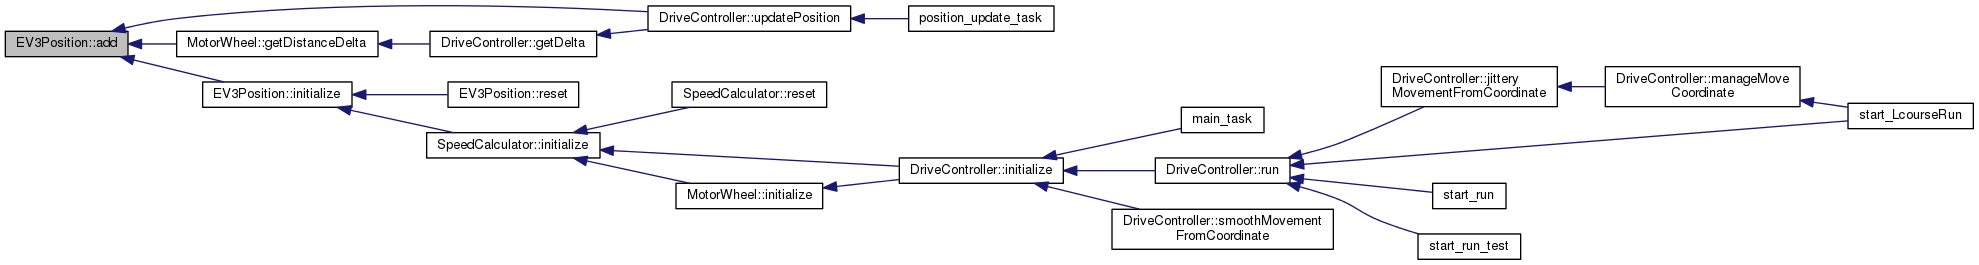 EV3Position::add
DriveController::updatePosition
position_update_task
MotorWheel::getDistanceDelta
DriveController::getDelta
EV3Position::initialize
EV3Position::reset
SpeedCalculator::initialize
SpeedCalculator::reset
MotorWheel::initialize
DriveController::initialize
main_task
DriveController::run
DriveController::smoothMovement
FromCoordinate
DriveController::jittery
MovementFromCoordinate
DriveController::manageMove
Coordinate
start_LcourseRun
start_run
start_run_test